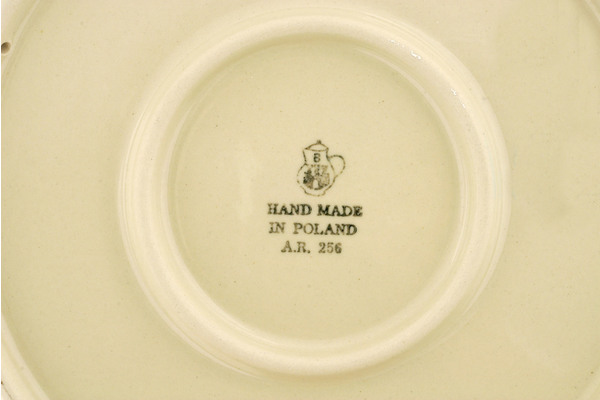 B
HAND MADE
IN POLAND
A.R. 256